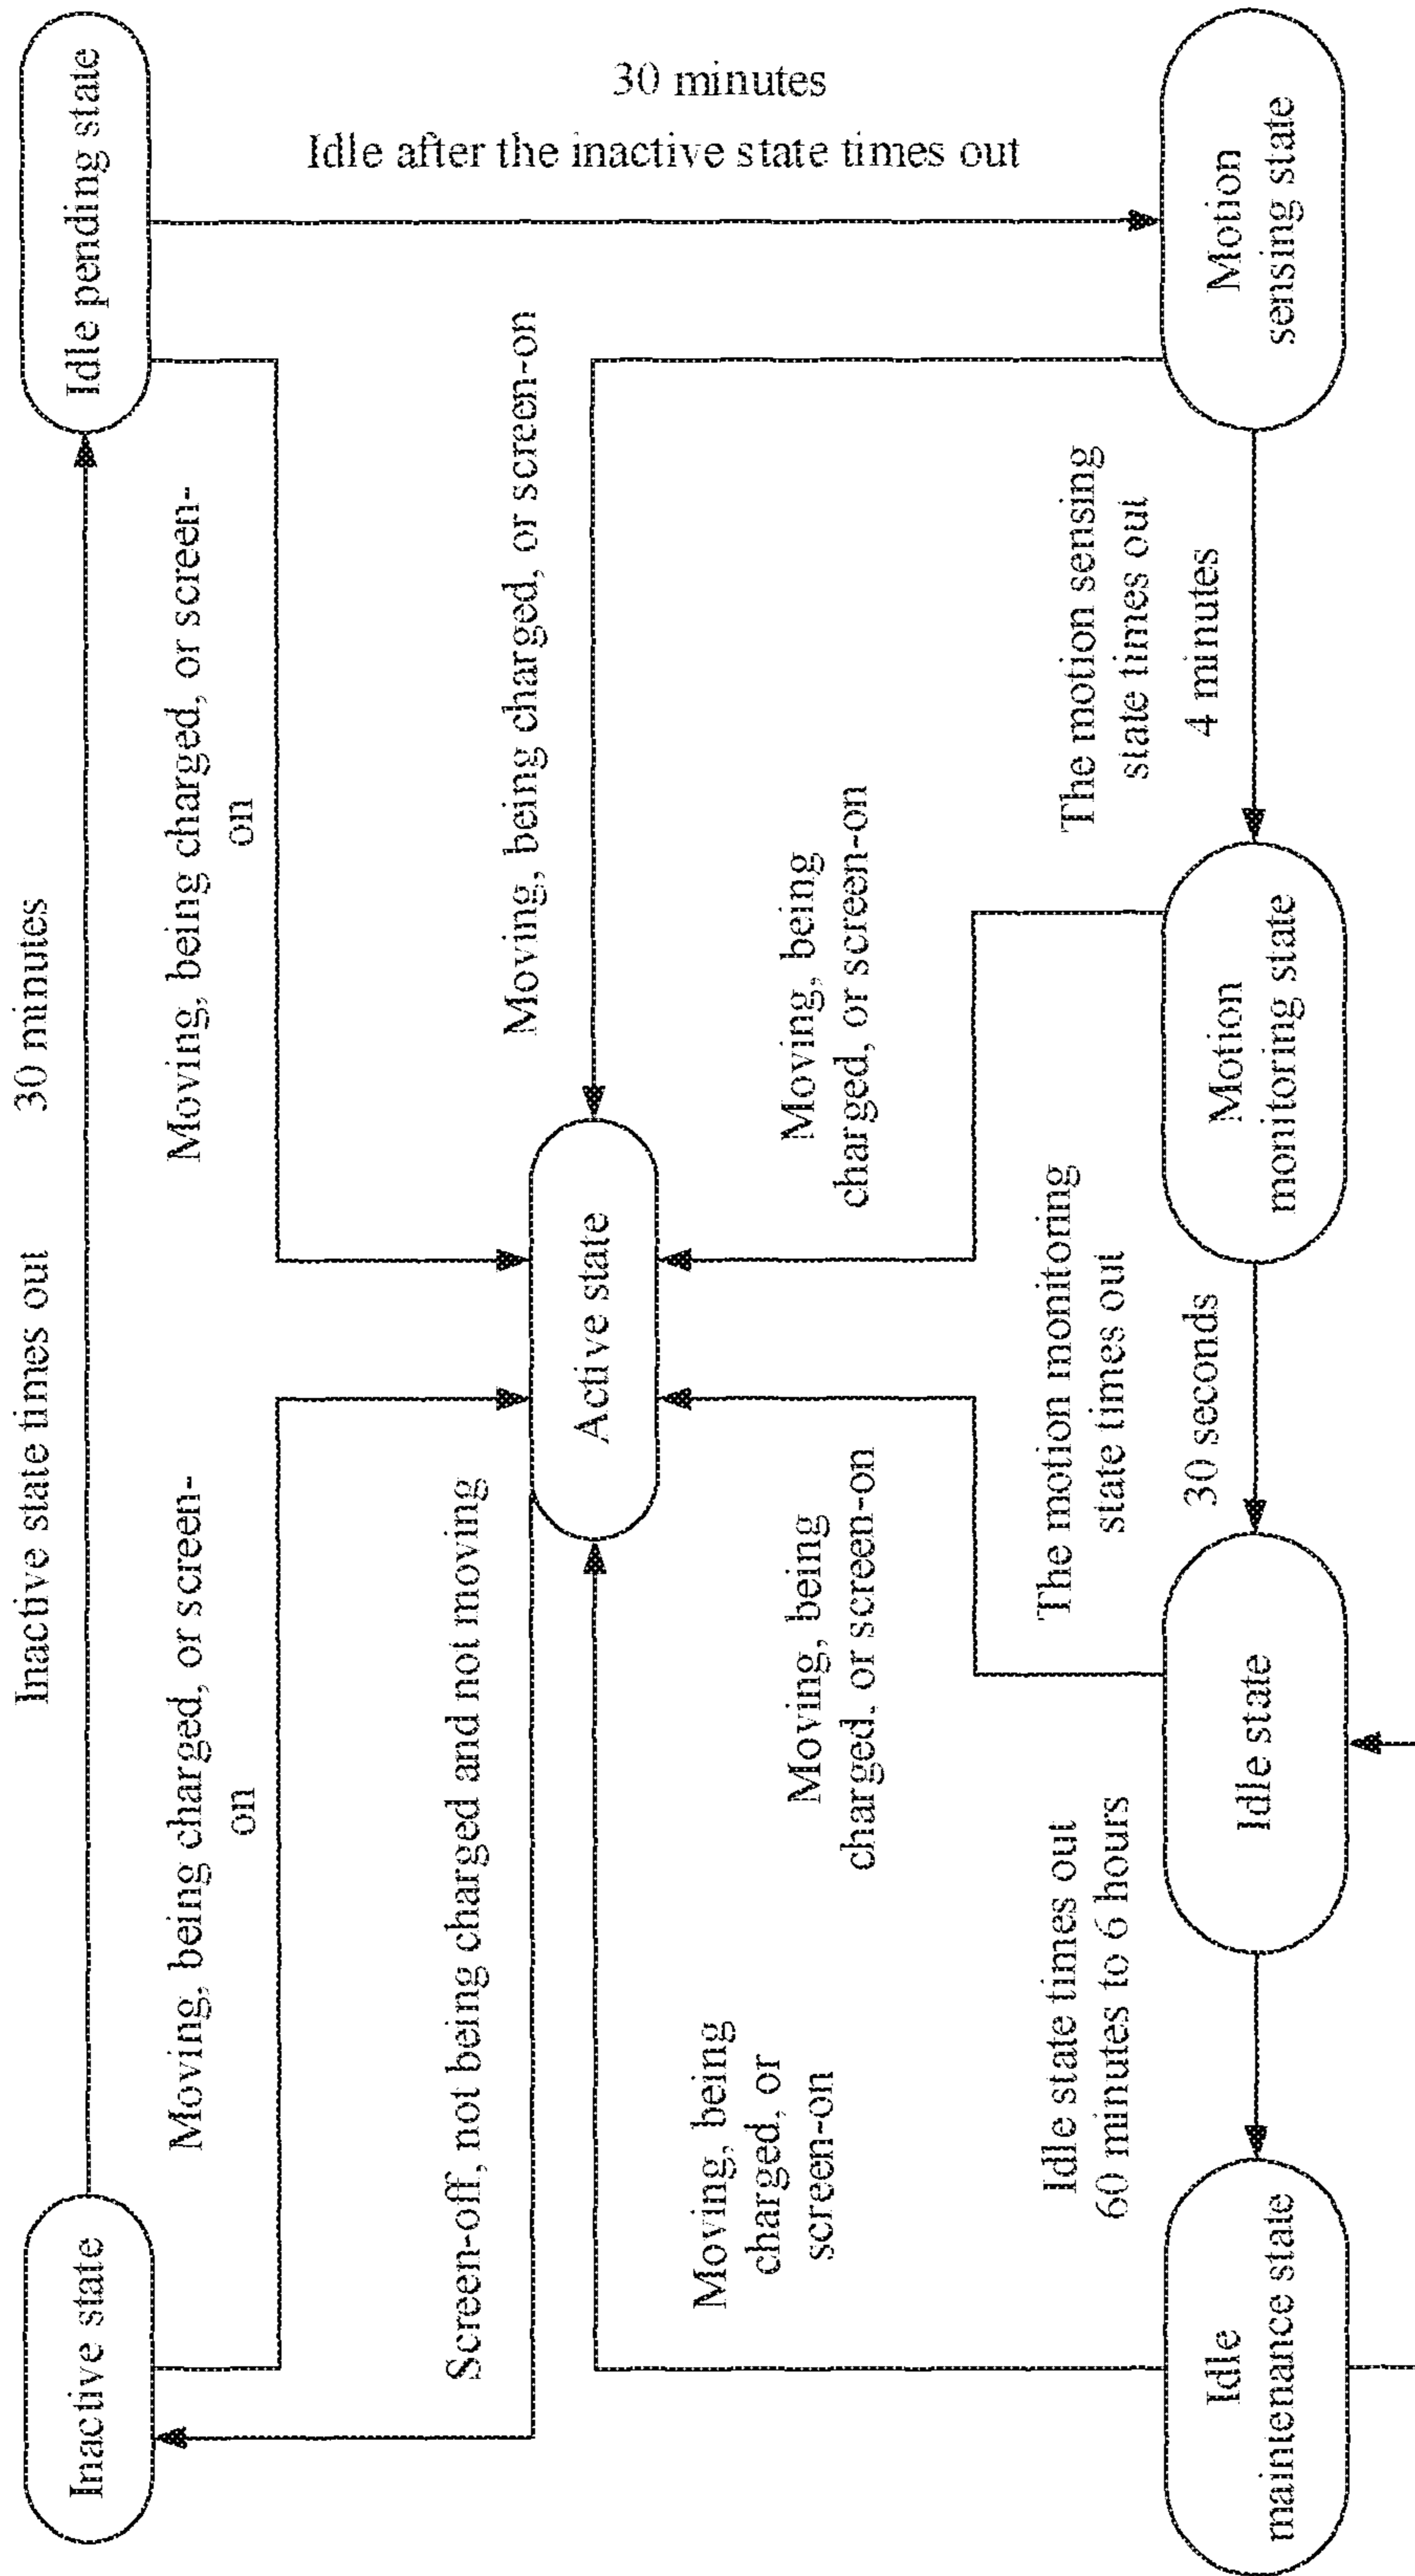 Inactive state
Inactive state times out
30 minutes
Idle pending state
Moving, being charged, or screen-
on
Moving, being charged, or screen-
on
30 minutes
Idle after the inactive state times out
Screen-off, not being charged and not moving
Active state
Moving, being charged, or screen-on
Moving, being
charged, or
screen-on
Moving, being
charged, or screen-on
Moving, being
charged, or screen-on
Idle state times out
60 minutes to 6 hours
The motion monitoring
state times out
30 seconds
The motion sensing
state times out
4 minutes
Idle
maintenance state
Idle state
Motion
monitoring state
Motion
sensing state